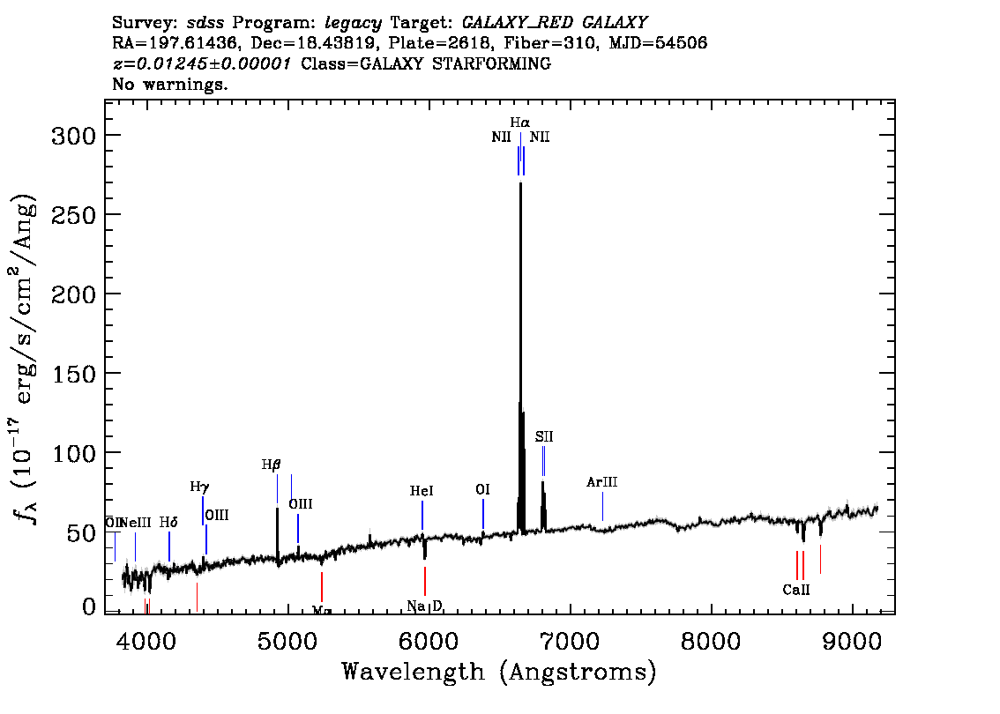 Survey: sdss Program: legacy Target: GALAXY_RED GALAXY
RA=197.61436, Dec=18.43819, Plate=2618, Fiber=310, MJD=54506
z=0.01245±0.00001 Class=GALAXY STARFORMING
No warnings.
Hα
NII NII
300
250
200
150
100
50
0
SII
Hβ
Hγ
HeI
OI
ArIII
OIII
OIII
OII
NeIII
Hδ
CaII
Na D
Mg
4000 5000 6000 7000 8000 9000
Wavelength (Angstroms)
fλ (10−17 erg/s/cm2/Ang)